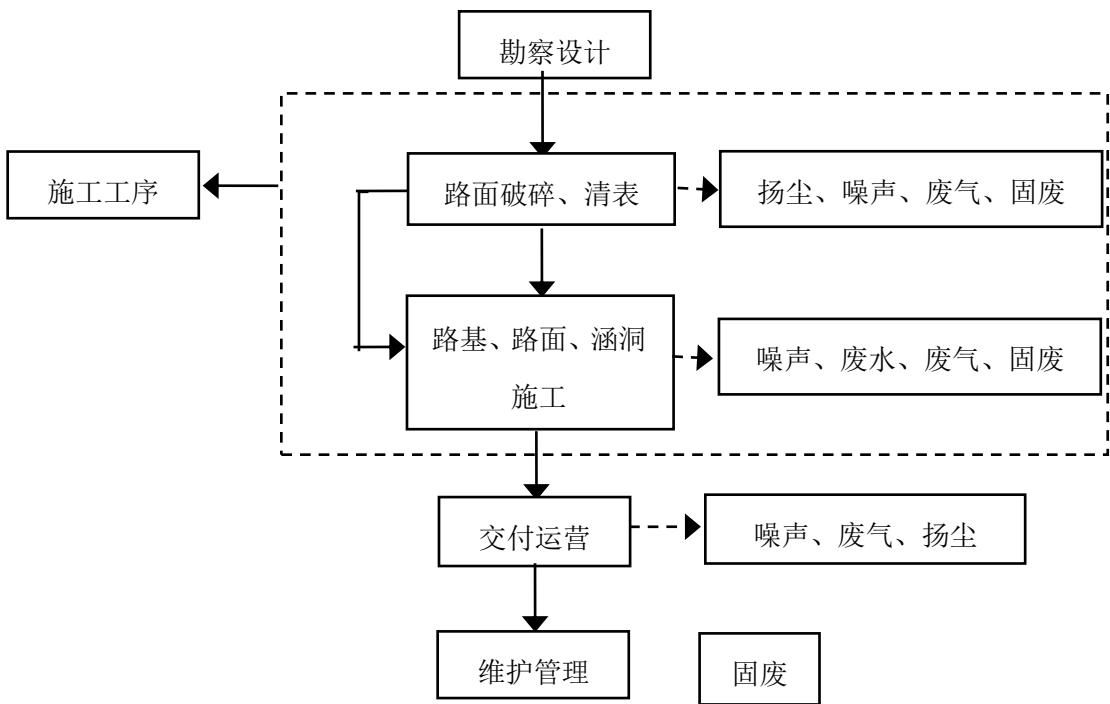 勘察设计
施工工序
路面破碎、清表
扬尘、噪声、废气、固废
路基、路面、涵洞
施工
噪声、废水、废气、固废
交付运营
噪声、废气、扬尘
维护管理
固废